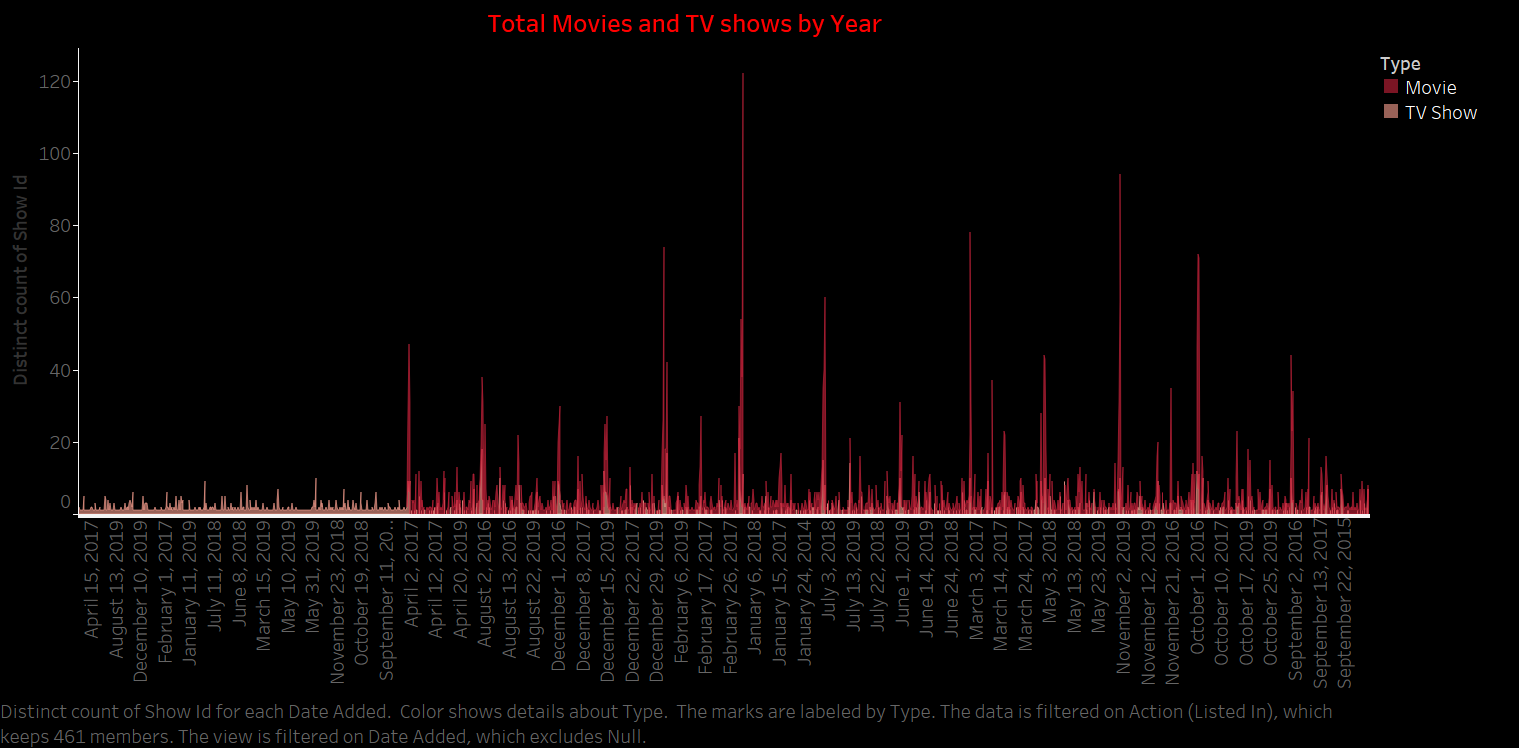 Total Movies and TV shows by Year
Type
Movie
TV Show
Distinct count of Show Id
120
100
80
60
40
20
0
April 15, 2017
August 13, 2019
December 10, 2019
February 1, 2017
January 11, 2019
July 11, 2018
June 8, 2018
March 15, 2019
May 10, 2019
May 31, 2019
November 23, 2018
October 19, 2018
September 11, 20..
April 2, 2017
April 12, 2017
April 20, 2019
August 2, 2016
August 13, 2016
August 22, 2019
December 1, 2016
December 8, 2017
December 15, 2019
December 22, 2017
December 29, 2019
February 6, 2019
February 17, 2017
February 26, 2017
January 6, 2018
January 15, 2017
January 24, 2014
July 3, 2018
July 13, 2019
July 22, 2018
June 1, 2019
June 14, 2019
June 24, 2018
March 3, 2017
March 14, 2017
March 24, 2017
May 3, 2018
May 13, 2018
May 23, 2019
November 2, 2019
November 12, 2019
November 21, 2016
October 1, 2016
October 10, 2017
October 17, 2019
October 25, 2019
September 2, 2016
September 13, 2017
September 22, 2015
Distinct count of Show Id for each Date Added.  Color shows details about Type.  The marks are labeled by Type. The data is filtered on Action (Listed In), which
keeps 461 members. The view is filtered on Date Added, which excludes Null.